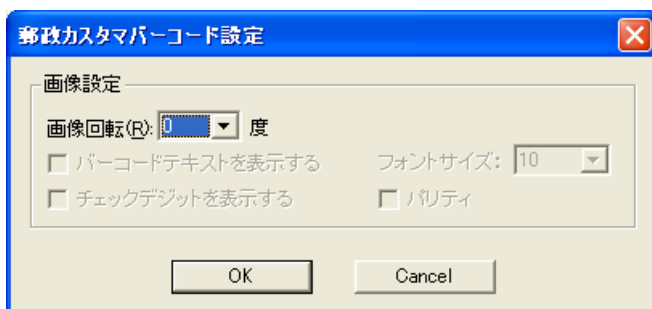 郵政カスタマバーコード設定
画像設定
画像回転(R): 0 度
バーコードテキストを表示する フォントサイズ: 10
チェックデジットを表示する パリティ
OK Cancel